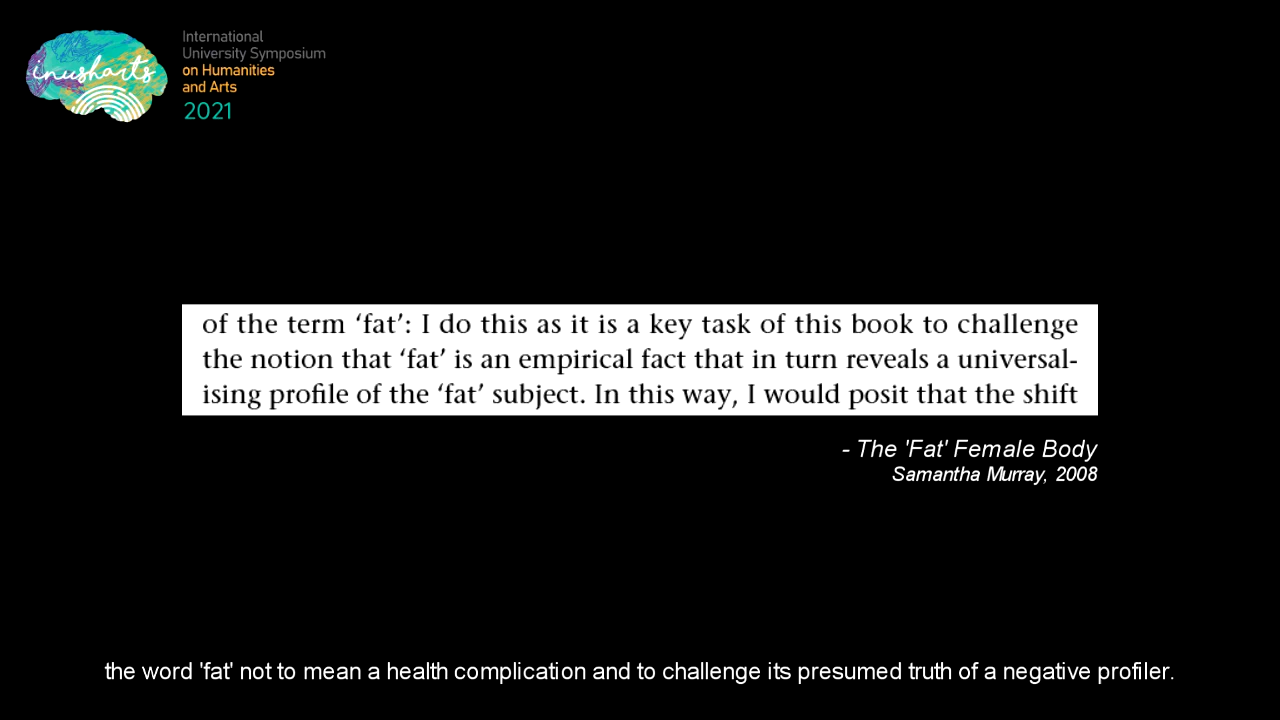 inusharts
International
University Symposium
on Humanities
and Arts
2021
of the term ‘fat’: I do this as it is a key task of this book to challenge
the notion that ‘fat’ is an empirical fact that in turn reveals a universal-
ising profile of the ‘fat’ subject. In this way, I would posit that the shift
- The 'Fat' Female Body
Samantha Murray, 2008
the word 'fat' not to mean a health complication and to challenge its presumed truth of a negative profiler.